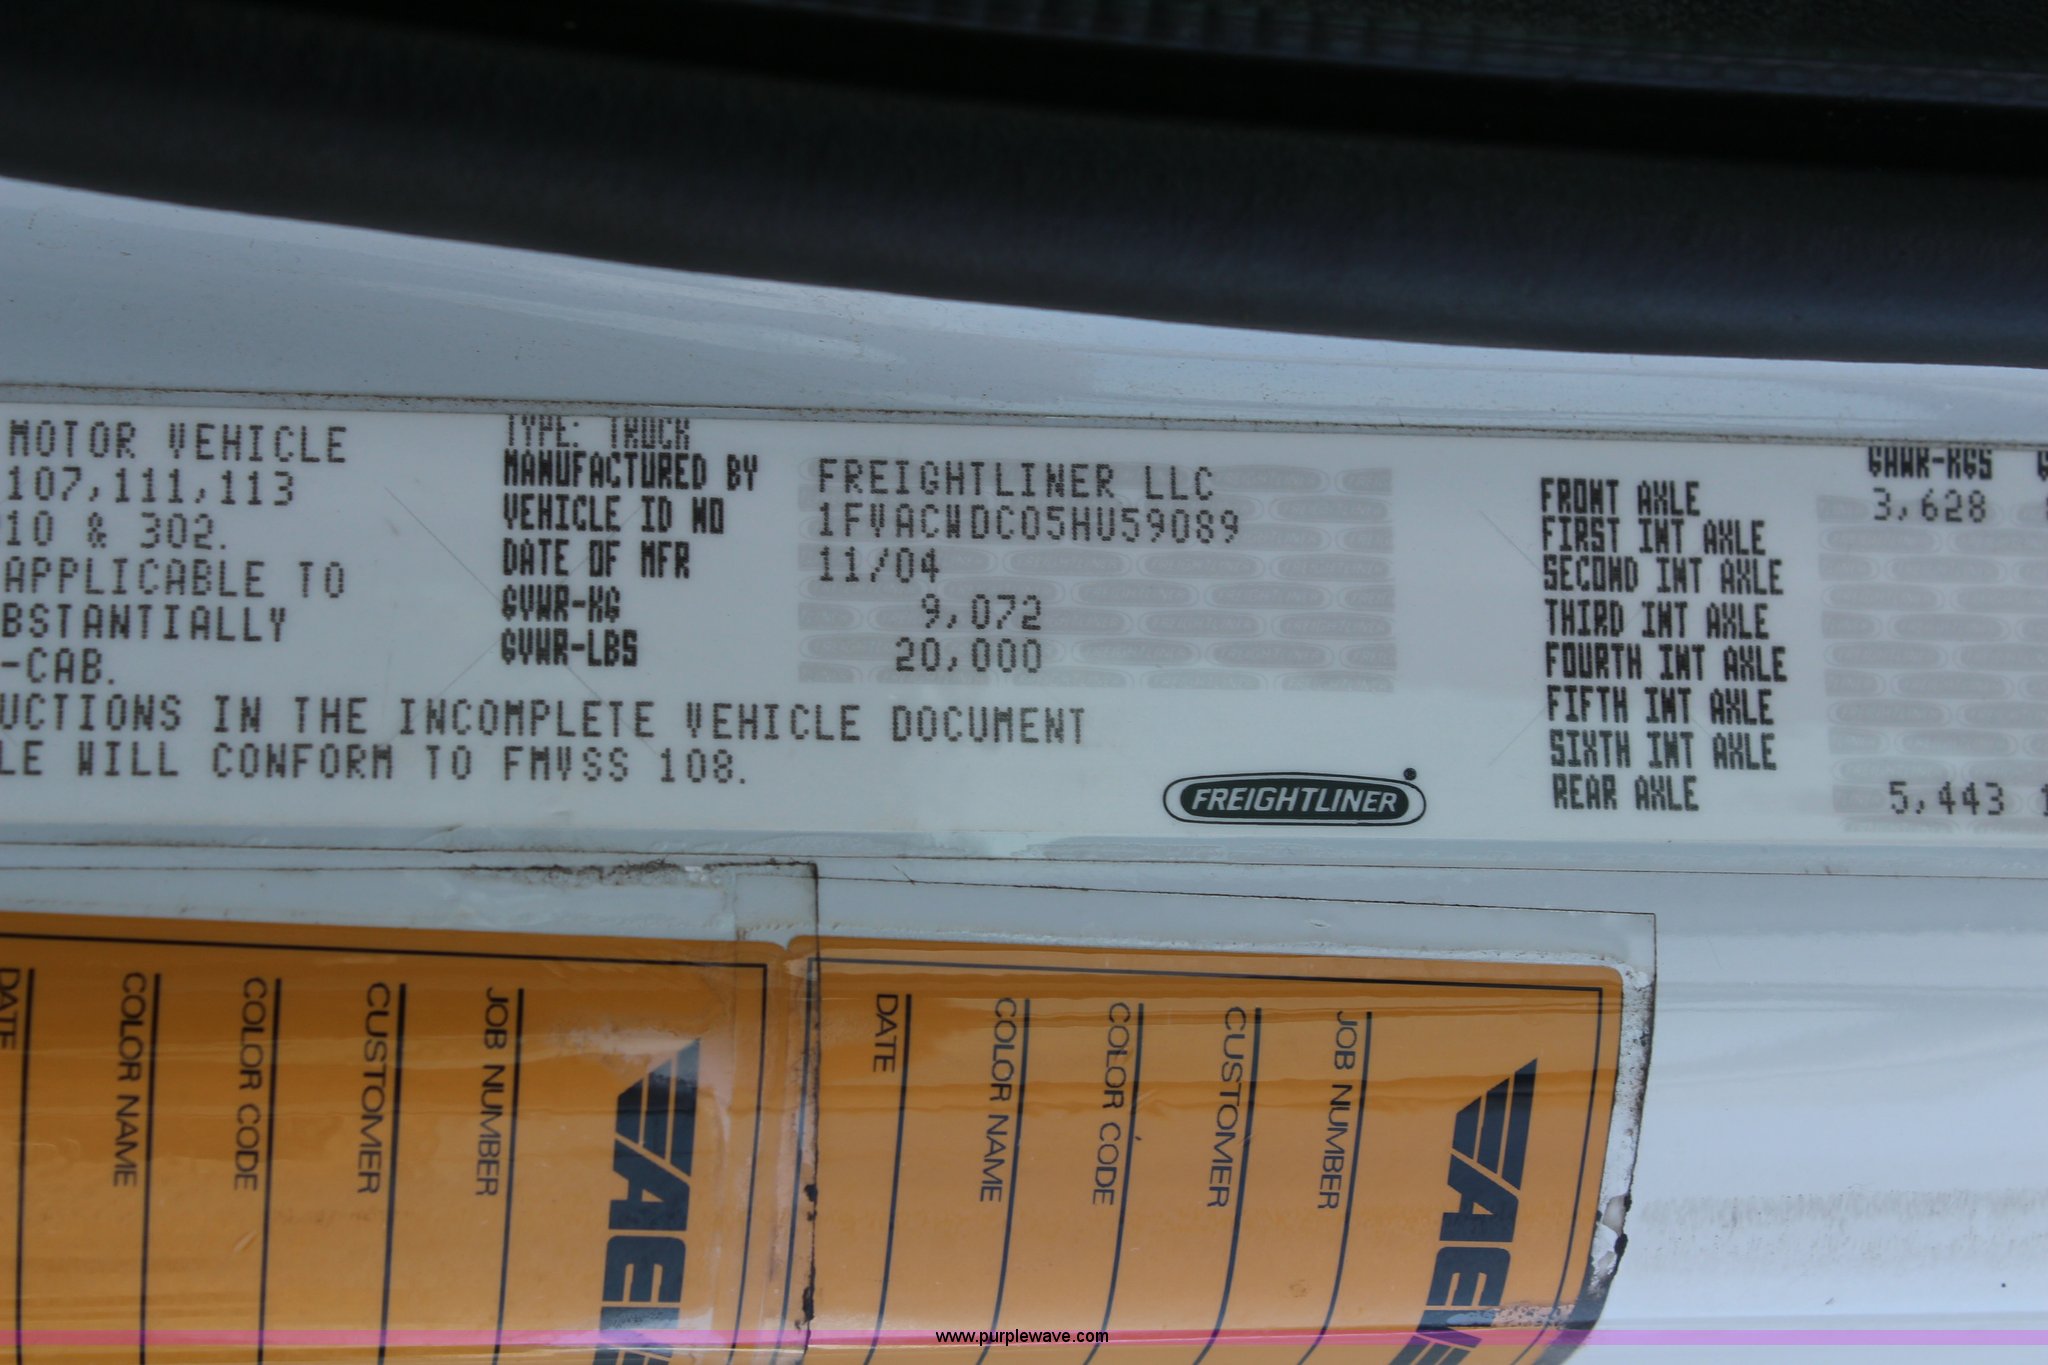 MOTOR VEHICLE
107,111,113
10 & 302.
APPLICABLE TO
BSTANTIALLY
-CAB.
UCTIONS IN THE INCOMPLETE VEHICLE DOCUMENT
LE WILL CONFORM TO FMVSS 108.
TYPE: TRUCK
MANUFACTURED BY FREIGHTLINER LLC
VEHICLE ID NO 1FVACWDC05HU59089
DATE OF MFR 11/04
GVWR-KG 9,072
GVWR-LBS 20,000
FREIGHTLINER
GAWR-KGS
FRONT AXLE 3,628
FIRST INT AXLE
SECOND INT AXLE
THIRD INT AXLE
FOURTH INT AXLE
FIFTH INT AXLE
SIXTH INT AXLE
REAR AXLE 5,443
JOB NUMBER
CUSTOMER
COLOR CODE
COLOR NAME
DATE
JOB NUMBER
CUSTOMER
COLOR CODE
COLOR NAME
DATE
www.purplewave.com